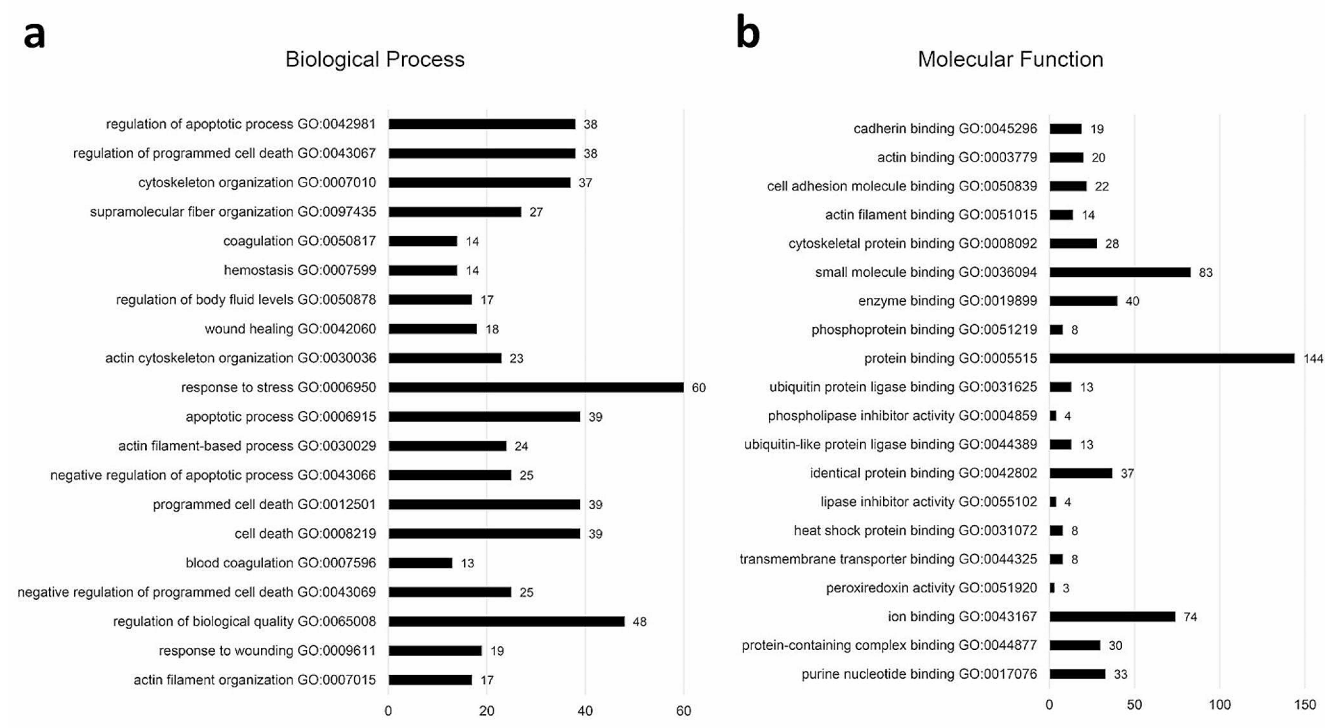 a
Biological Process
regulation of apoptotic process GO:0042981 38
regulation of programmed cell death GO:0043067 38
cytoskeleton organization GO:0007010 37
supramolecular fiber organization GO:0097435 27
coagulation GO:0050817 14
hemostasis GO:0007599 14
regulation of body fluid levels GO:0050878 17
wound healing GO:0042060 18
actin cytoskeleton organization GO:0030036 23
response to stress GO:0006950 60
apoptotic process GO:0006915 39
actin filament-based process GO:0030029 24
negative regulation of apoptotic process GO:0043066 25
programmed cell death GO:0012501 39
cell death GO:0008219 39
blood coagulation GO:0007596 13
negative regulation of programmed cell death GO:0043069 25
regulation of biological quality GO:0065008 48
response to wounding GO:0009611 19
actin filament organization GO:0007015 17
0 20 40 60
b
Molecular Function
cadherin binding GO:0045296 19
actin binding GO:0003779 20
cell adhesion molecule binding GO:0050839 22
actin filament binding GO:0051015 14
cytoskeletal protein binding GO:0008092 28
small molecule binding GO:0036094 83
enzyme binding GO:0019899 40
phosphoprotein binding GO:0051219 8
protein binding GO:0005515 144
ubiquitin protein ligase binding GO:0031625 13
phospholipase inhibitor activity GO:0004859 4
ubiquitin-like protein ligase binding GO:0044389 13
identical protein binding GO:0042802 37
lipase inhibitor activity GO:0055102 4
heat shock protein binding GO:0031072 8
transmembrane transporter binding GO:0044325 8
peroxiredoxin activity GO:0051920 3
ion binding GO:0043167 74
protein-containing complex binding GO:0044877 30
purine nucleotide binding GO:0017076 33
0 50 100 150